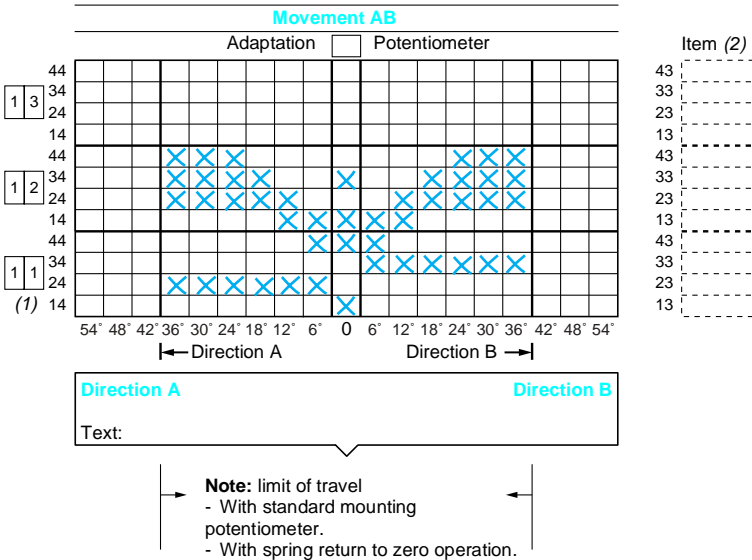 Movement AB
Adaptation Potentiometer Item (2)
44 43
1 3 34 33
24 23
14 13
44 43
1 2 34 33
24 23
14 13
44 43
1 1 34 33
24 23
(1) 14 13
54° 48° 42° 36° 30° 24° 18° 12° 6° 0 6° 12° 18° 24° 30° 36° 42° 48° 54°
Direction A Direction B
Direction A Direction B
Text:
Note: limit of travel
- With standard mounting
potentiometer.
- With spring return to zero operation.